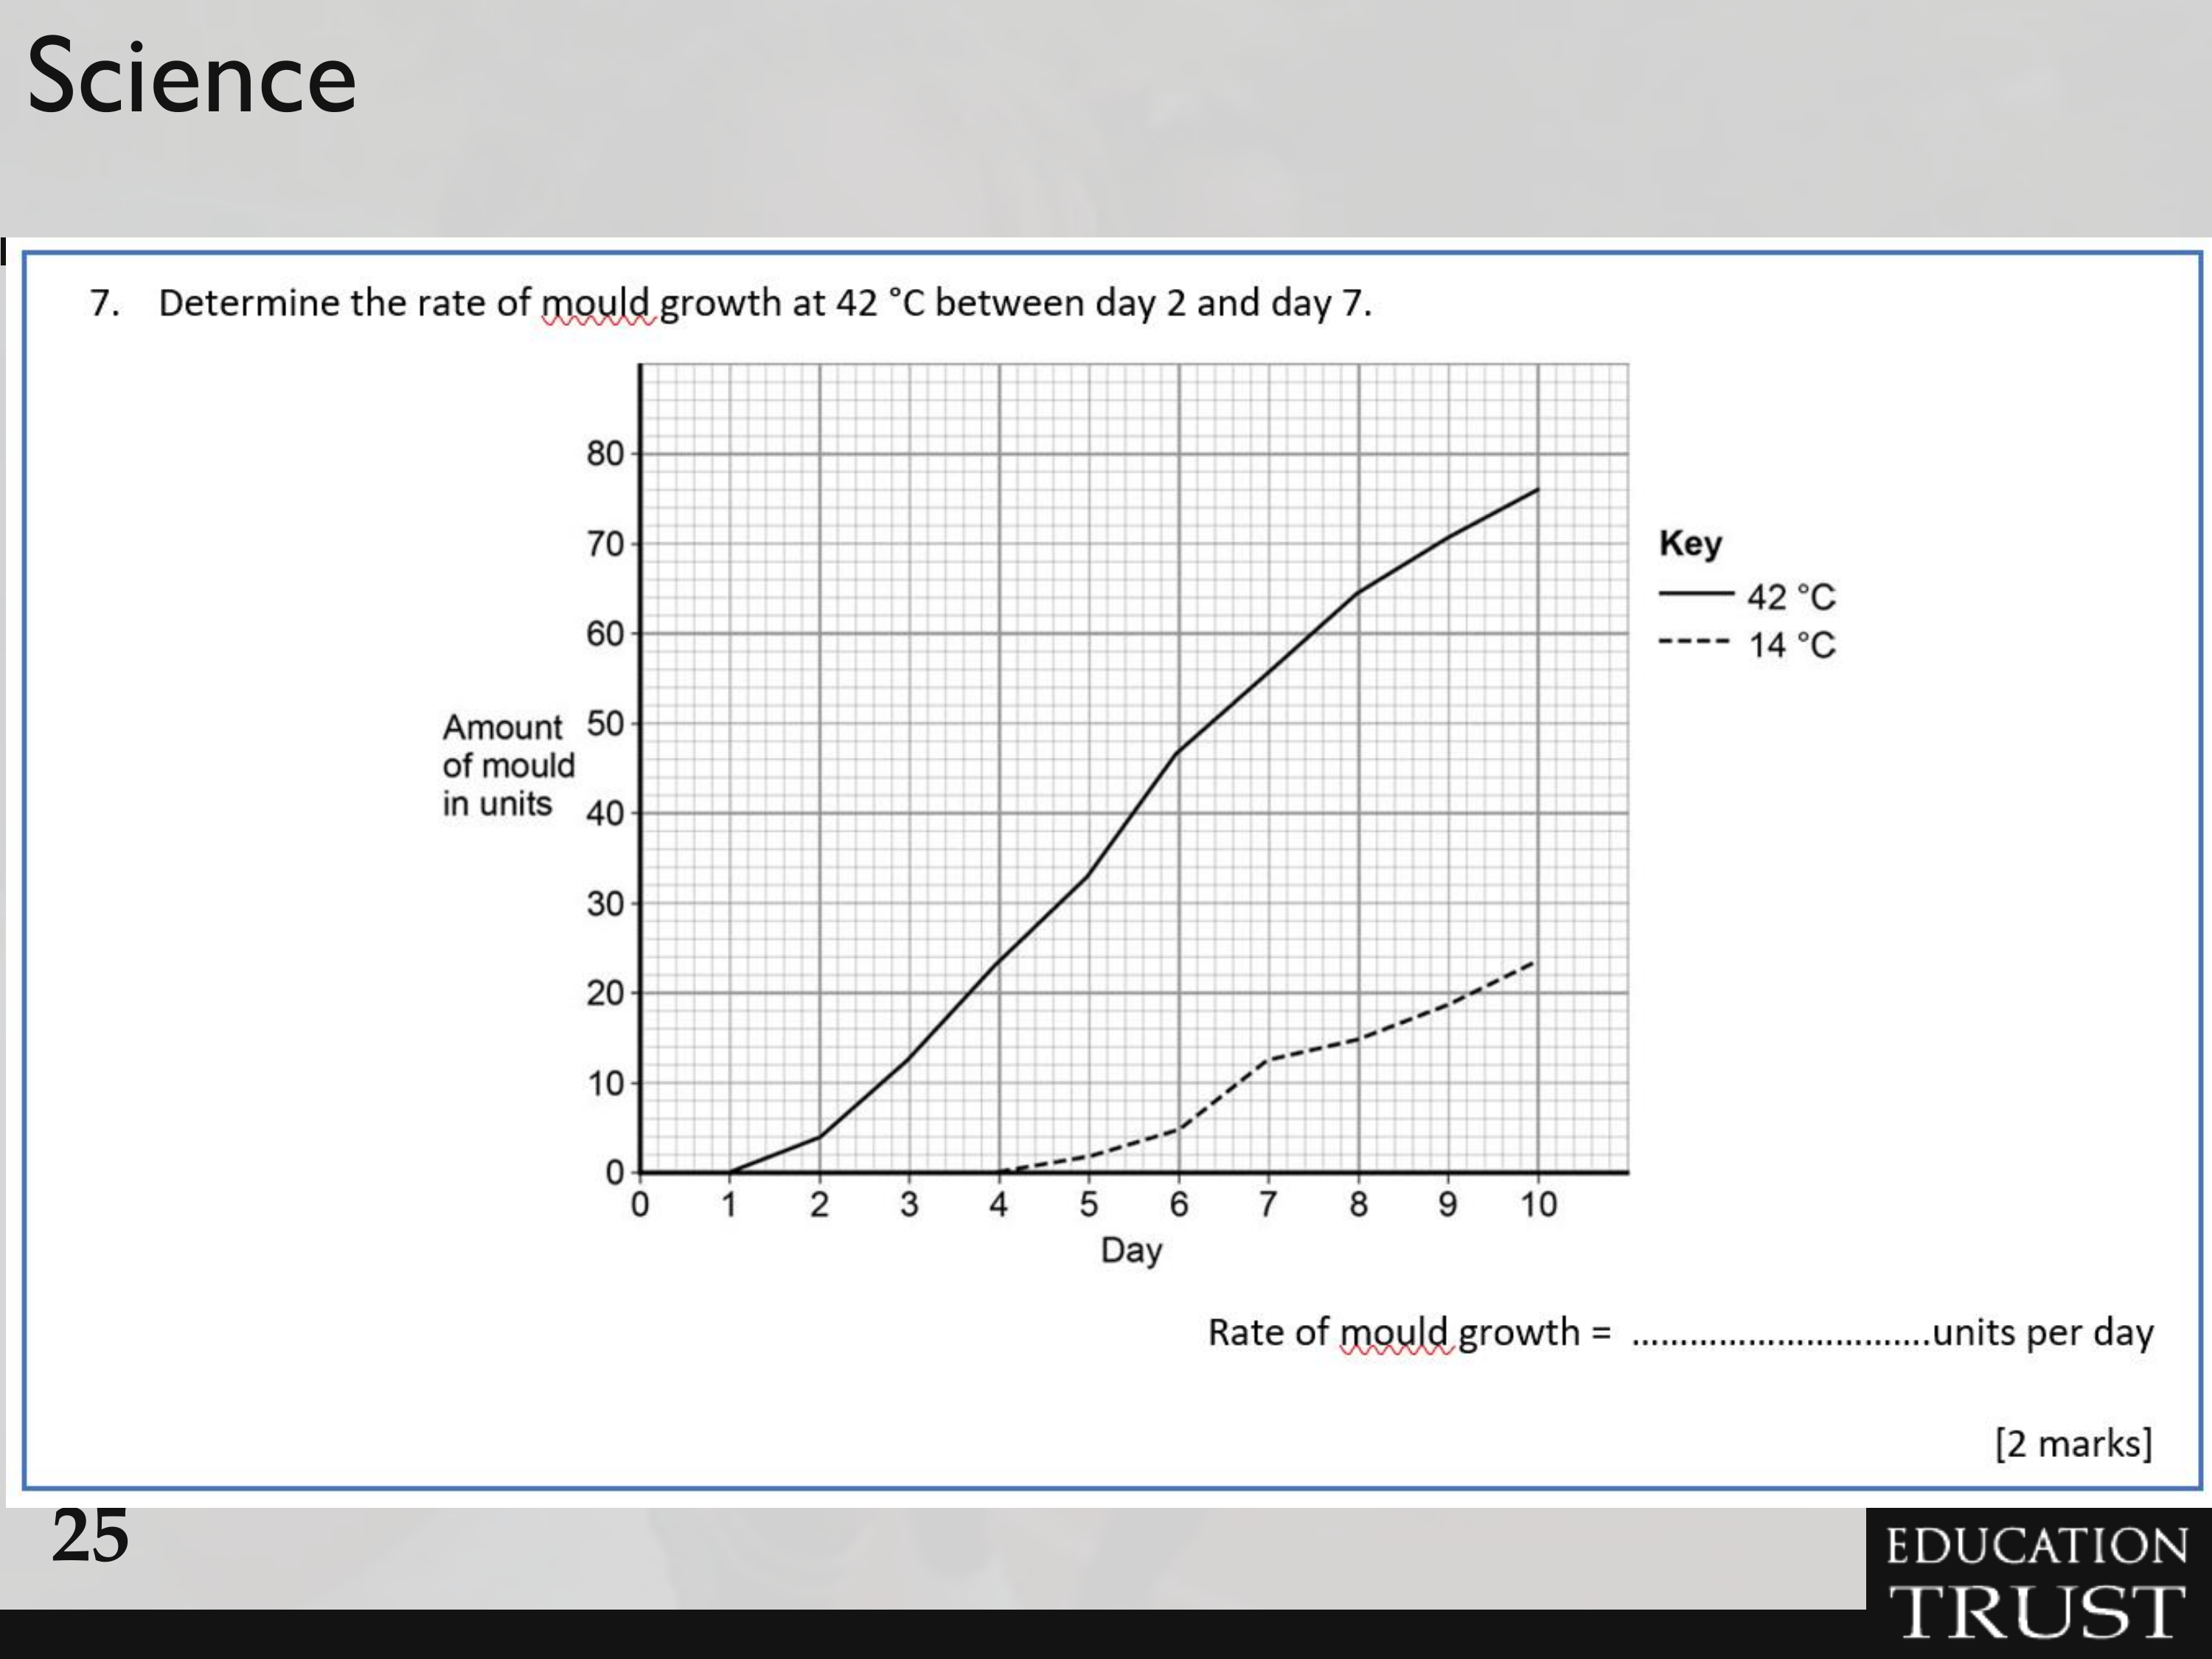 Science
7. Determine the rate of mould growth at 42 °C between day 2 and day 7.
80
70
60
50
40
30
20
10
0
Amount
of mould
in units
0 1 2 3 4 5 6 7 8 9 10
Day
Key
42 °C
14 °C
Rate of mould growth = ...............................units per day
[2 marks]
25
EDUCATION
TRUST